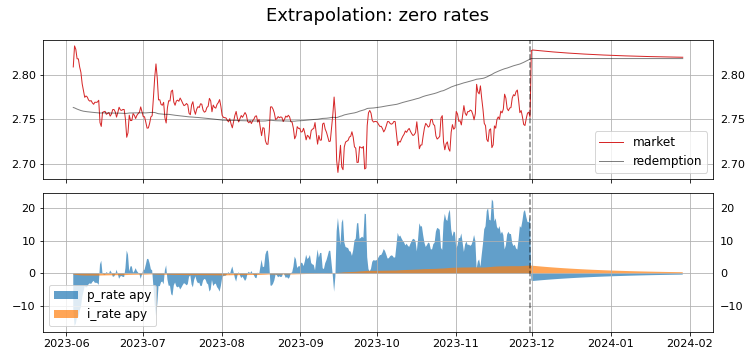 Extrapolation: zero rates
2.80 2.80
2.75 2.75
2.70 2.70
market
redemption
20 20
10 10
0 0
−10 −10
p_rate apy
i_rate apy
2023-06 2023-07 2023-08 2023-09 2023-10 2023-11 2023-12 2024-01 2024-02